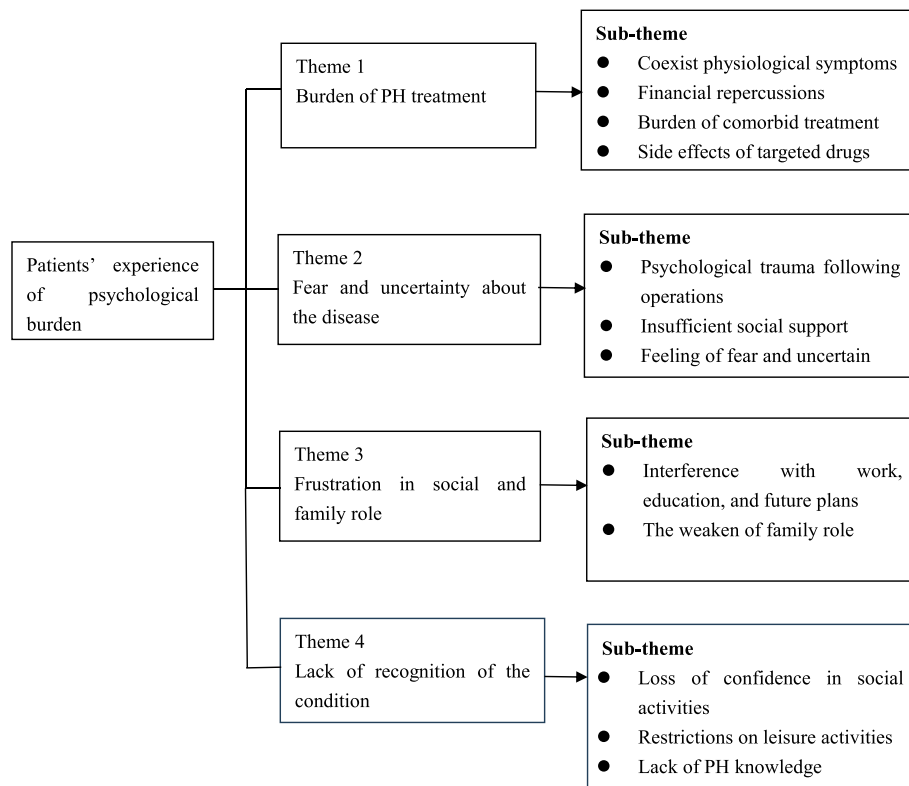 Patients’ experience
of psychological
burden
Theme 1
Burden of PH treatment
Sub-theme
● Coexist physiological symptoms
● Financial repercussions
● Burden of comorbid treatment
● Side effects of targeted drugs
Theme 2
Fear and uncertainty about
the disease
Sub-theme
● Psychological trauma following
operations
● Insufficient social support
● Feeling of fear and uncertain
Theme 3
Frustration in social and
family role
Sub-theme
● Interference with work,
education, and future plans
● The weaken of family role
Theme 4
Lack of recognition of the
condition
Sub-theme
● Loss of confidence in social
activities
● Restrictions on leisure activities
● Lack of PH knowledge